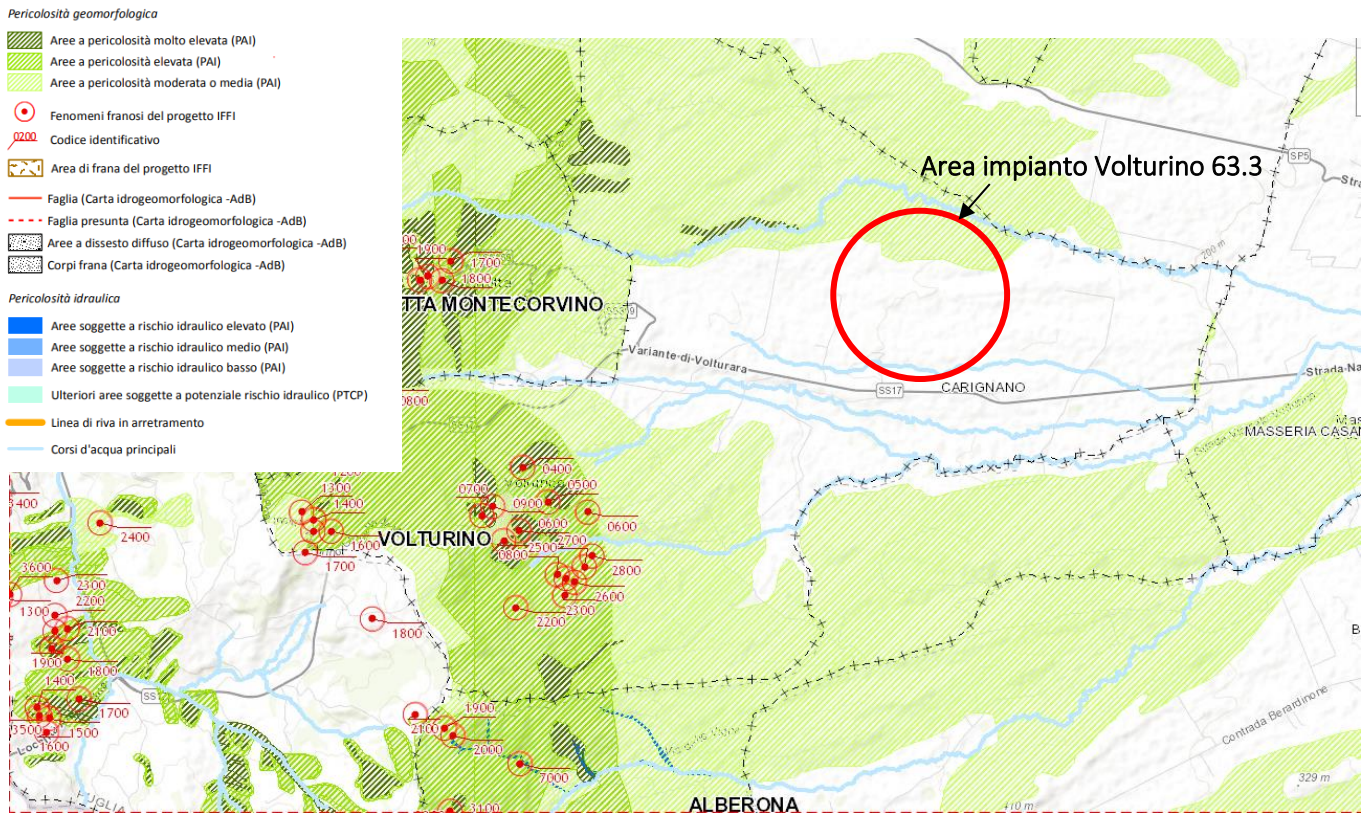 Pericolosità geomorfologica
Aree a pericolosità molto elevata (PAI)
Aree a pericolosità elevata (PAI)
Aree a pericolosità moderata o media (PAI)
Fenomeni franosi del progetto IFFI
0200 Codice identificativo
Area di frana del progetto IFFI
Faglia (Carta idrogeomorfologica -AdB)
Faglia presunta (Carta idrogeomorfologica -AdB)
Aree a dissesto diffuso (Carta idrogeomorfologica -AdB)
Corpi frana (Carta idrogeomorfologica -AdB)
Pericolosità idraulica
Aree soggette a rischio idraulico elevato (PAI)
Aree soggette a rischio idraulico medio (PAI)
Aree soggette a rischio idraulico basso (PAI)
Ulteriori aree soggette a potenziale rischio idraulico (PTCP)
Linea di riva in arretramento
Corsi d'acqua principali
Area impianto Volturino 63.3
SP5
Stra
200 m
1900
1700
1800
TTA MONTECORVINO
Variante-di-Volturara
SS17
CARIGNANO
Strada-Na
0800
MASSERIA CASAN
0400
0700
0500
0900
0600
0600
1300
1400
1600
1700
VOLTURINO
2500
2700
0800
2800
2600
2300
2200
2400
3600
2300
2200
1300
2100
1800
1900
1800
1400
1700
3500
1500
1600
1900
2100
2000
7000
3100
Contrada Berardinone
329 m
ALBERONA